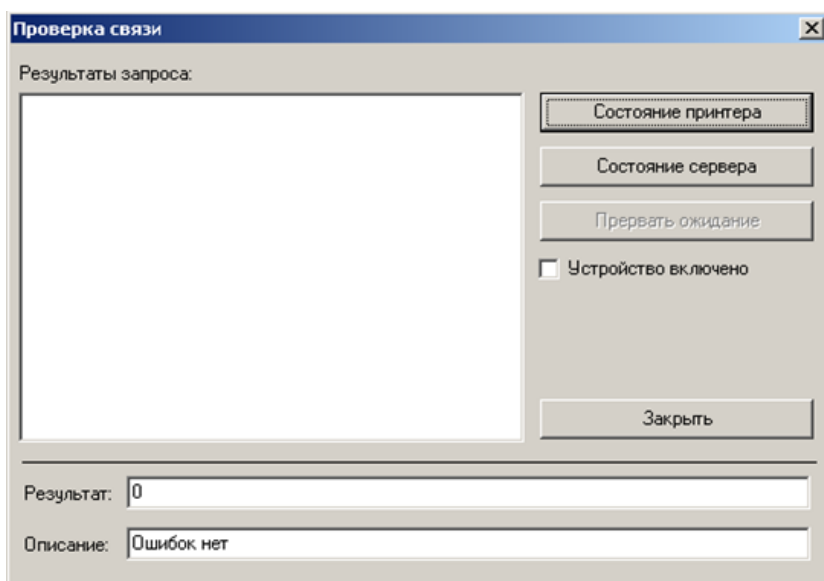 Проверка связи
Результаты запроса:
Состояние принтера
Состояние сервера
Прервать ожидание
Устройство включено
Закрыть
Результат: 0
Описание: Ошибок нет